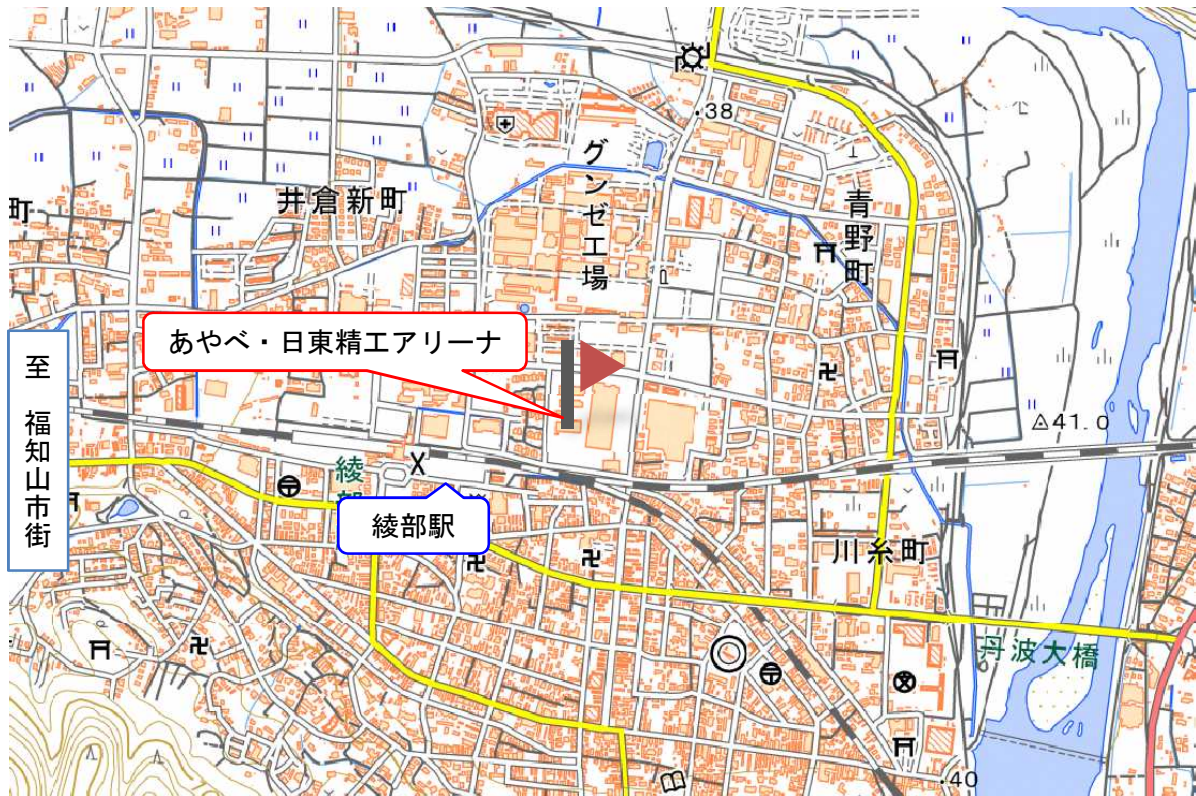 ・38
グンゼ工場
井倉新町
青野町
町
あやべ・日東精工アリーナ
至 福知山市街
41.0
綾部
綾部駅
川糸町
丹波大橋
・40